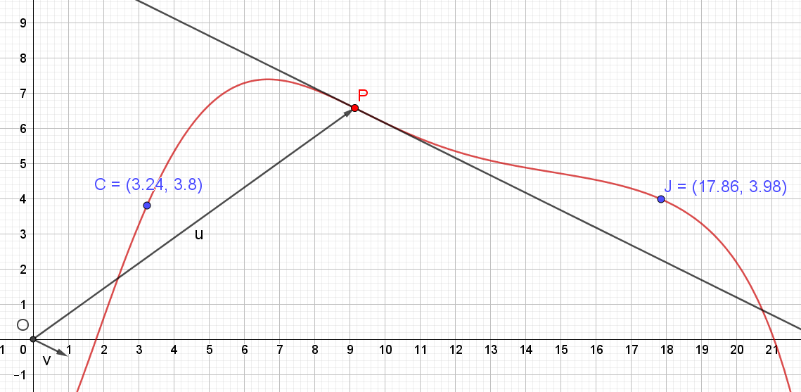 9
8
7
P
6
5
C = (3.24, 3.8)
J = (17.86, 3.98)
4
3
u
2
1
O
1 0 1 2 3 4 5 6 7 8 9 10 11 12 13 14 15 16 17 18 19 20 21
v
−1